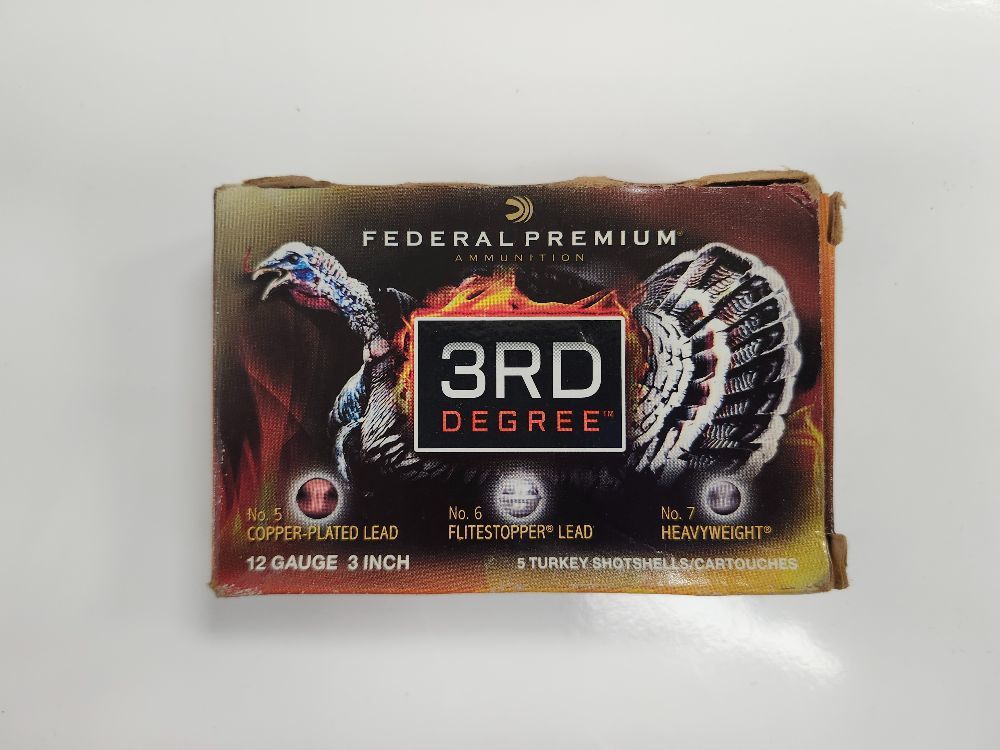 FEDERAL PREMIUM®
AMMUNITION
3RD
DEGREE™
No. 5
COPPER-PLATED LEAD
No. 6
FLITESTOPPER® LEAD
No. 7
HEAVYWEIGHT®
12 GAUGE 3 INCH
5 TURKEY SHOTSHELLS/CARTOUCHES